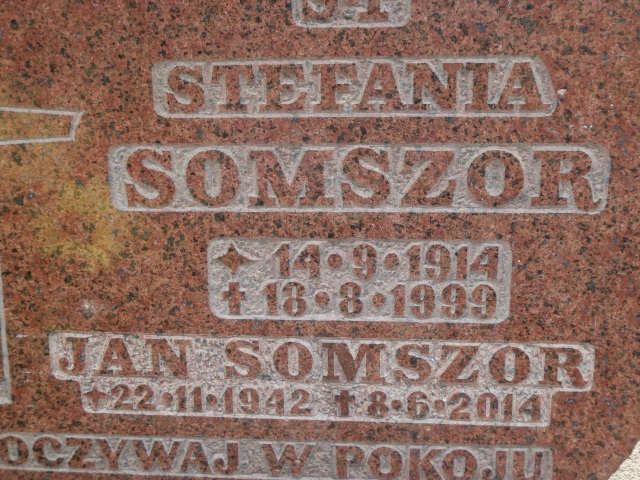 STEFANIA
SOMSZOR
✦ 14•9•1914
✝ 18•8•1999
JAN SOMSZOR
✦22•11•1942 ✝8•6•2014
OCZYWAJ W POKOJU